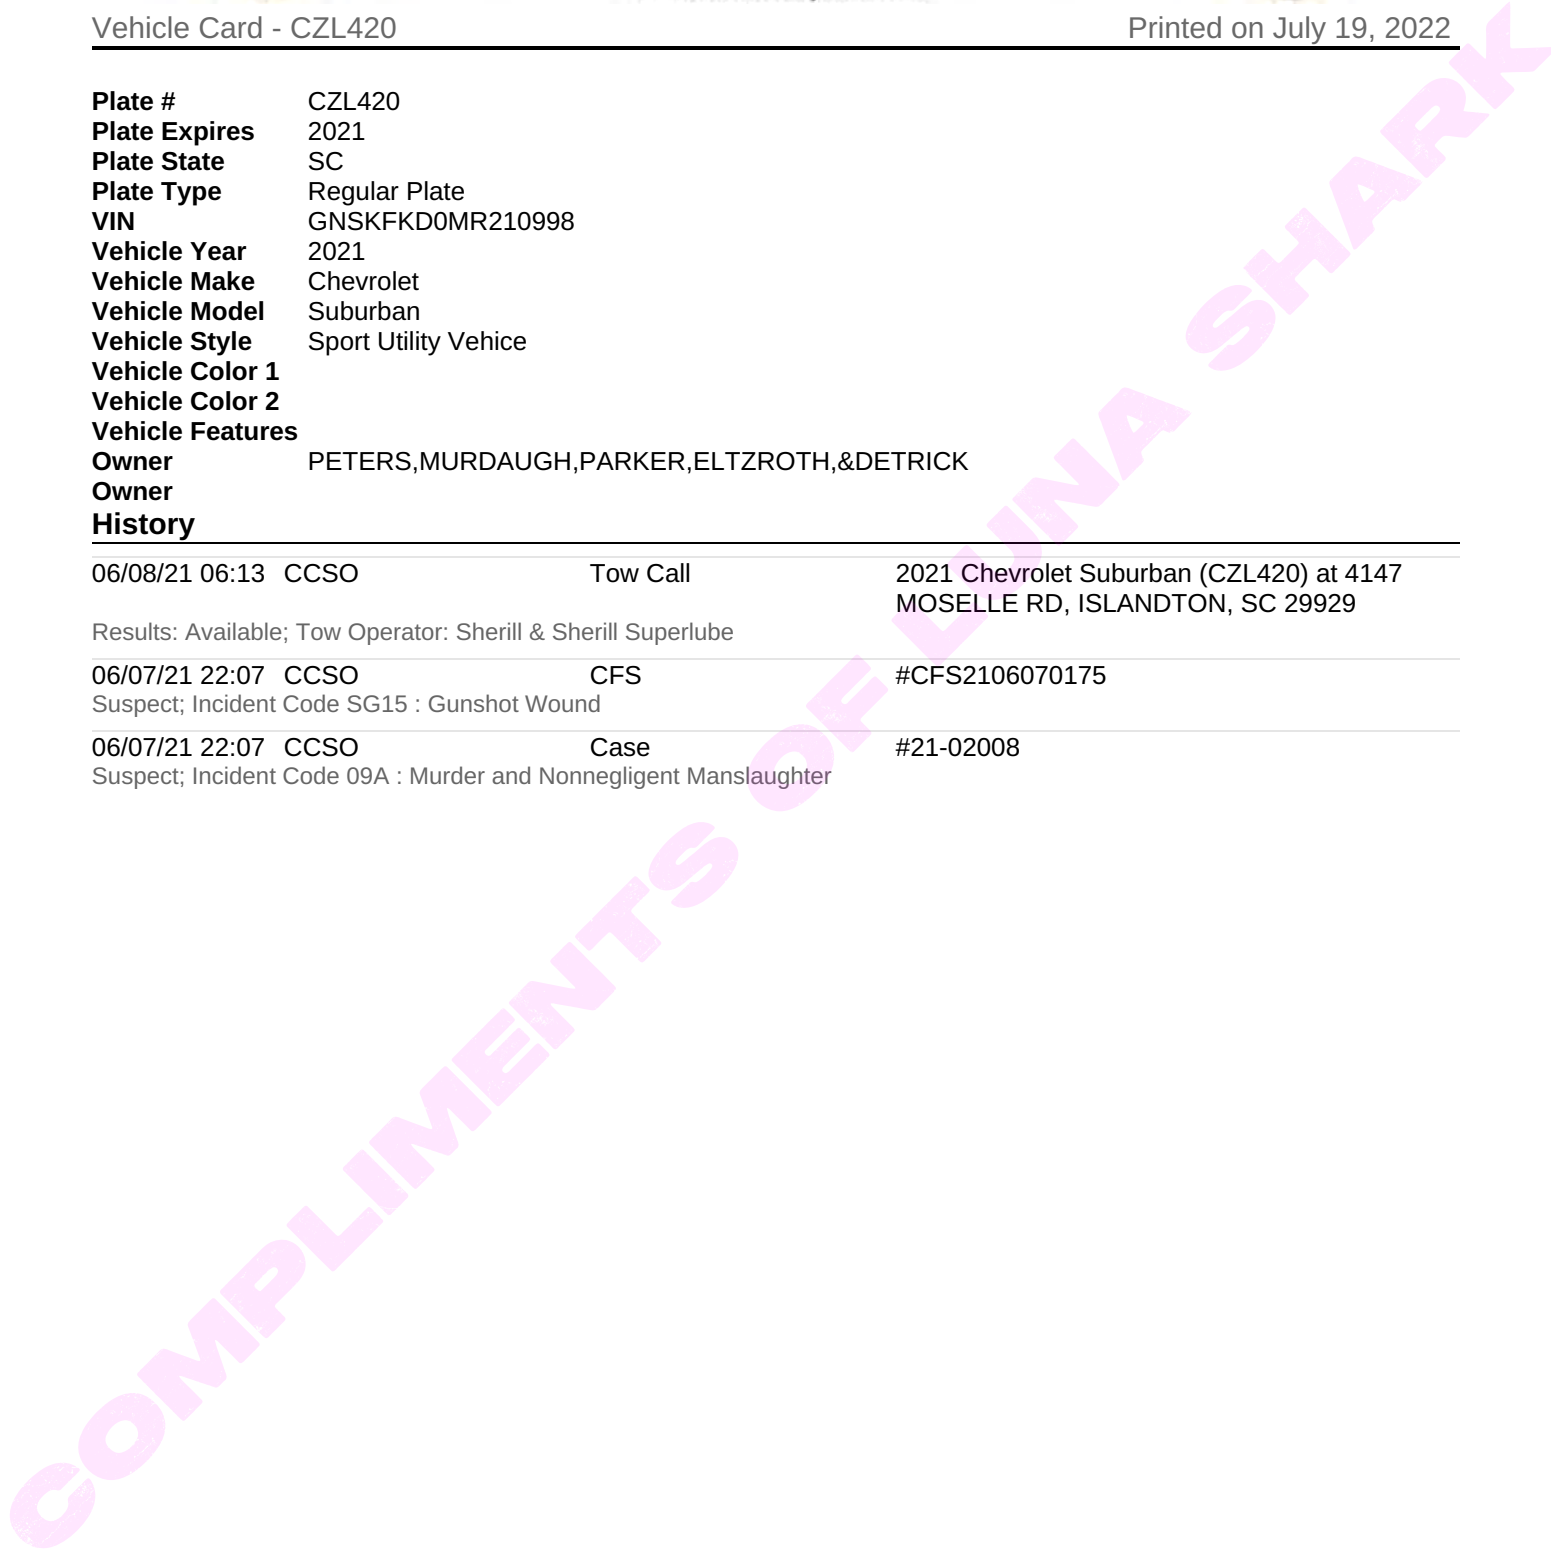 Vehicle Card - CZL420 Printed on July 19, 2022
Plate # CZL420
Plate Expires 2021
Plate State SC
Plate Type Regular Plate
VIN GNSKFKD0MR210998
Vehicle Year 2021
Vehicle Make Chevrolet
Vehicle Model Suburban
Vehicle Style Sport Utility Vehice
Vehicle Color 1
Vehicle Color 2
Vehicle Features
Owner PETERS,MURDAUGH,PARKER,ELTZROTH,&DETRICK
Owner
History
06/08/21 06:13 CCSO Tow Call 2021 Chevrolet Suburban (CZL420) at 4147
MOSELLE RD, ISLANDTON, SC 29929
Results: Available; Tow Operator: Sherill & Sherill Superlube
06/07/21 22:07 CCSO CFS #CFS2106070175
Suspect; Incident Code SG15 : Gunshot Wound
06/07/21 22:07 CCSO Case #21-02008
Suspect; Incident Code 09A : Murder and Nonnegligent Manslaughter
COMPLIMENTS OF LUNA SHARK